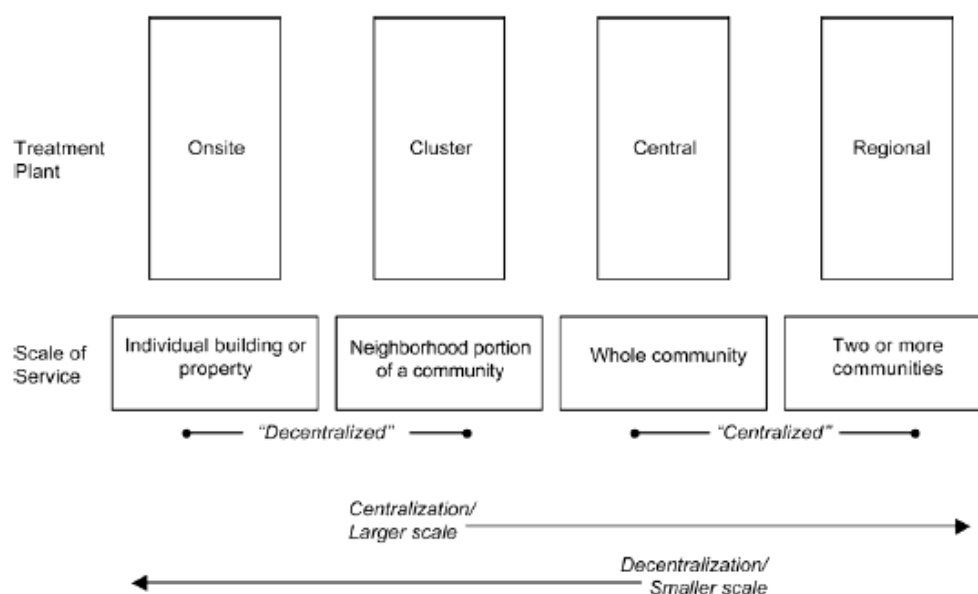 Treatment
Plant
Onsite
Cluster
Central
Regional
Scale of
Service
Individual building or
property
Neighborhood portion
of a community
Whole community
Two or more
communities
“Decentralized”
“Centralized”
Centralization/
Larger scale
Decentralization/
Smaller scale